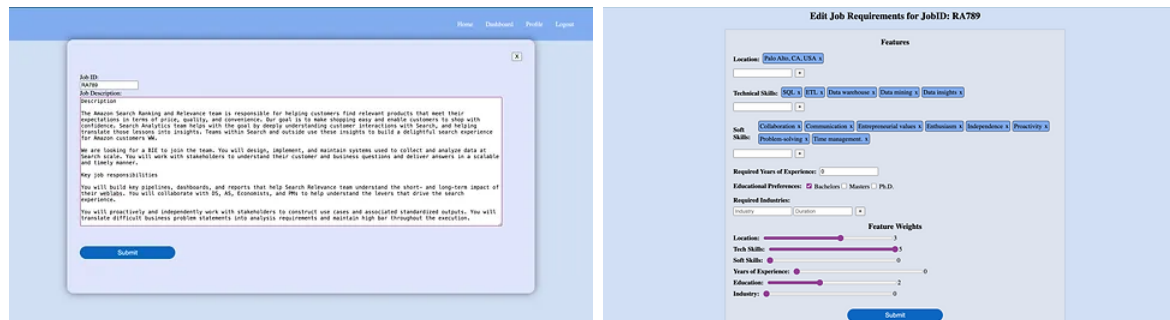 Home Dashboard Profile Logout
X
Job ID:
RA789
Job Description:
Description
The Amazon Search Ranking and Relevance team is responsible for helping customers find relevant products that meet their
expectations in terms of price, quality, and convenience. Our goal is to make shopping easy and enable customers to shop with
confidence. Search Analytics team helps with the goal by deeply understanding customer interactions with Search, and helping
translate those lessons into insights. Teams within Search and outside use these insights to build a delightful search experience
for Amazon customers WW.
We are looking for a BIE to join the team. You will design, implement, and maintain systems used to collect and analyze data at
Search scale. You will work with stakeholders to understand their customer and business questions and deliver answers in a scalable
and timely manner.
Key job responsibilities
You will build key pipelines, dashboards, and reports that help Search Relevance team understand the short- and long-term impact of
their weblabs. You will collaborate with DS, AS, Economists, and PMs to help understand the levers that drive the search
experience.
You will proactively and independently work with stakeholders to construct use cases and associated standardized outputs. You will
translate difficult business problem statements into analysis requirements and maintain high bar throughout the execution.
Submit
Edit Job Requirements for JobID: RA789
Features
Location: Palo Alto, CA, USA x
+
Technical Skills: SQL x ETL x Data warehouse x Data mining x Data insights x
+
Soft Skills: Collaboration x Communication x Entrepreneurial values x Enthusiasm x Independence x Proactivity x
Problem-solving x Time management. x
+
Required Years of Experience: 0
Educational Preferences: Bachelors Masters Ph.D.
Required Industries:
Industry Duration +
Feature Weights
Location: 3
Tech Skills: 5
Soft Skills: 0
Years of Experience: 0
Education: 2
Industry: 0
Submit